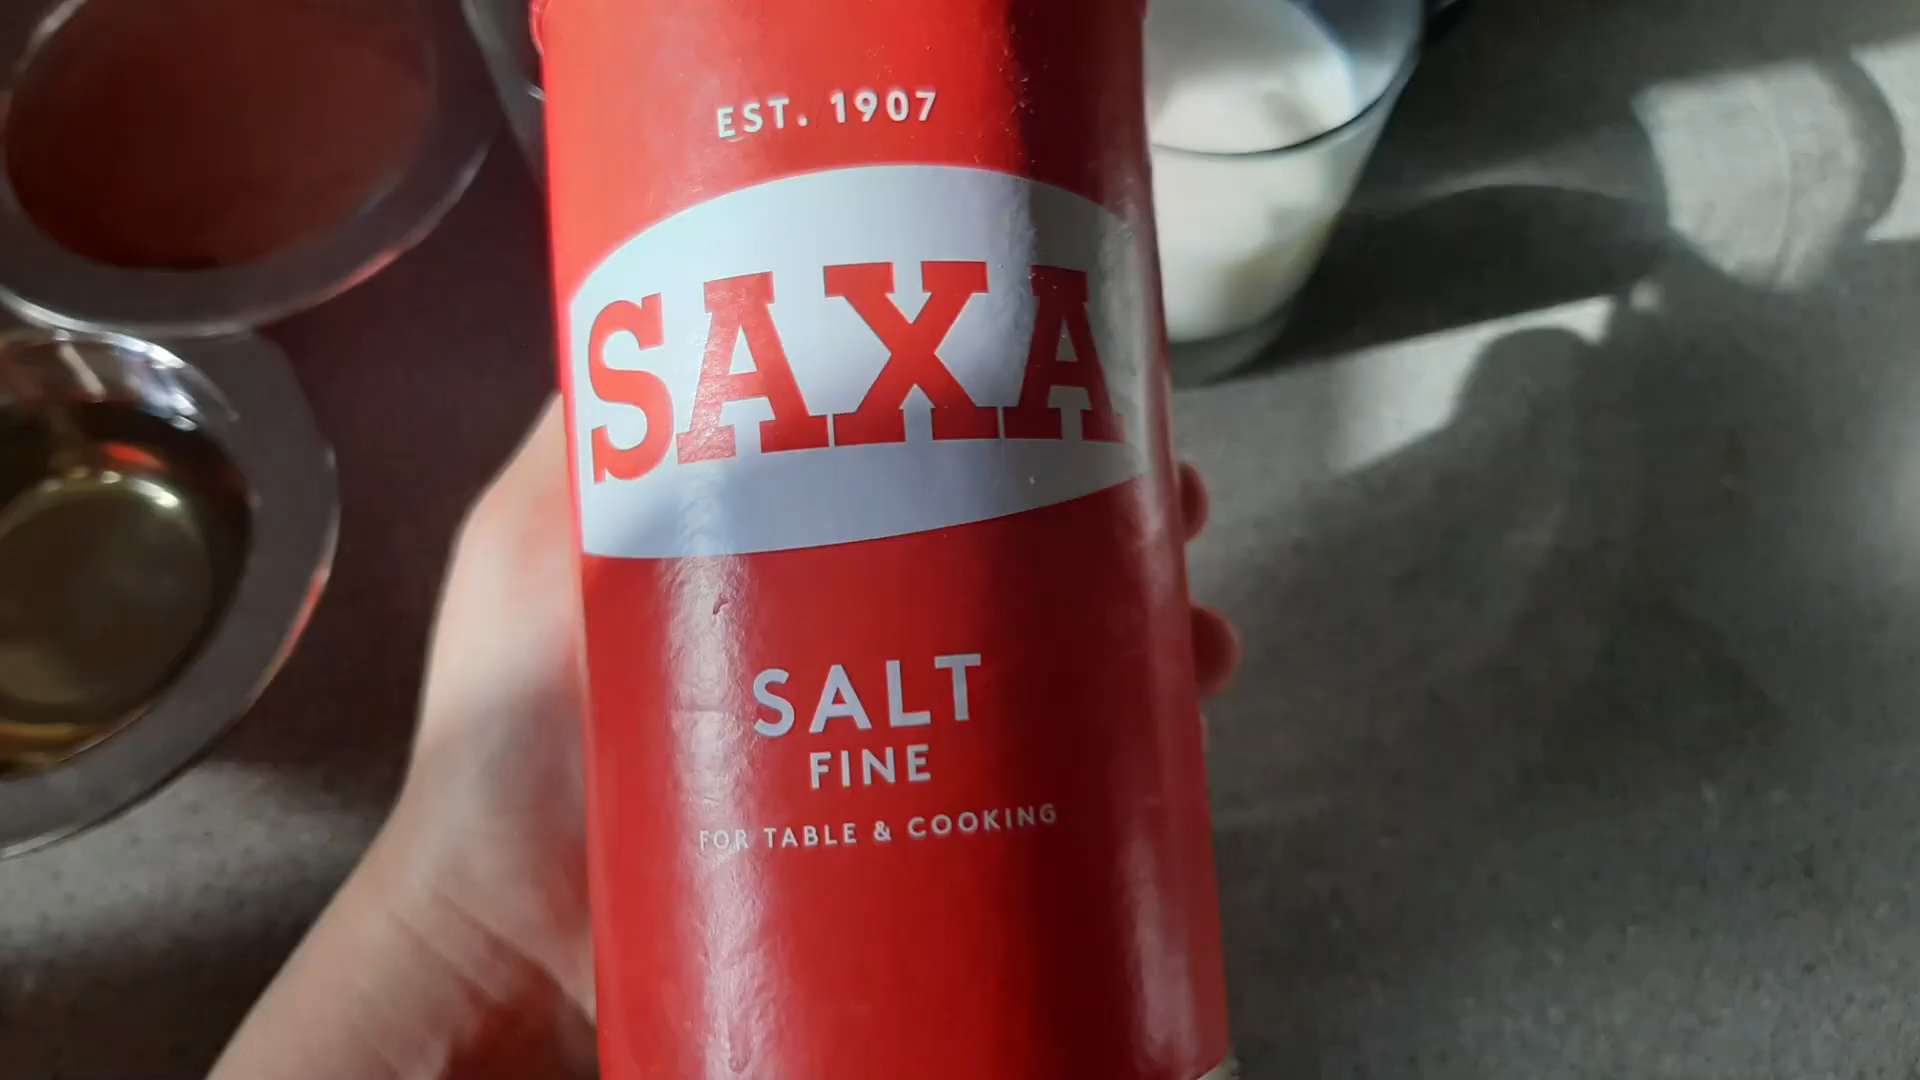 EST. 1907
SAXA
SALT
FINE
FOR TABLE & COOKING